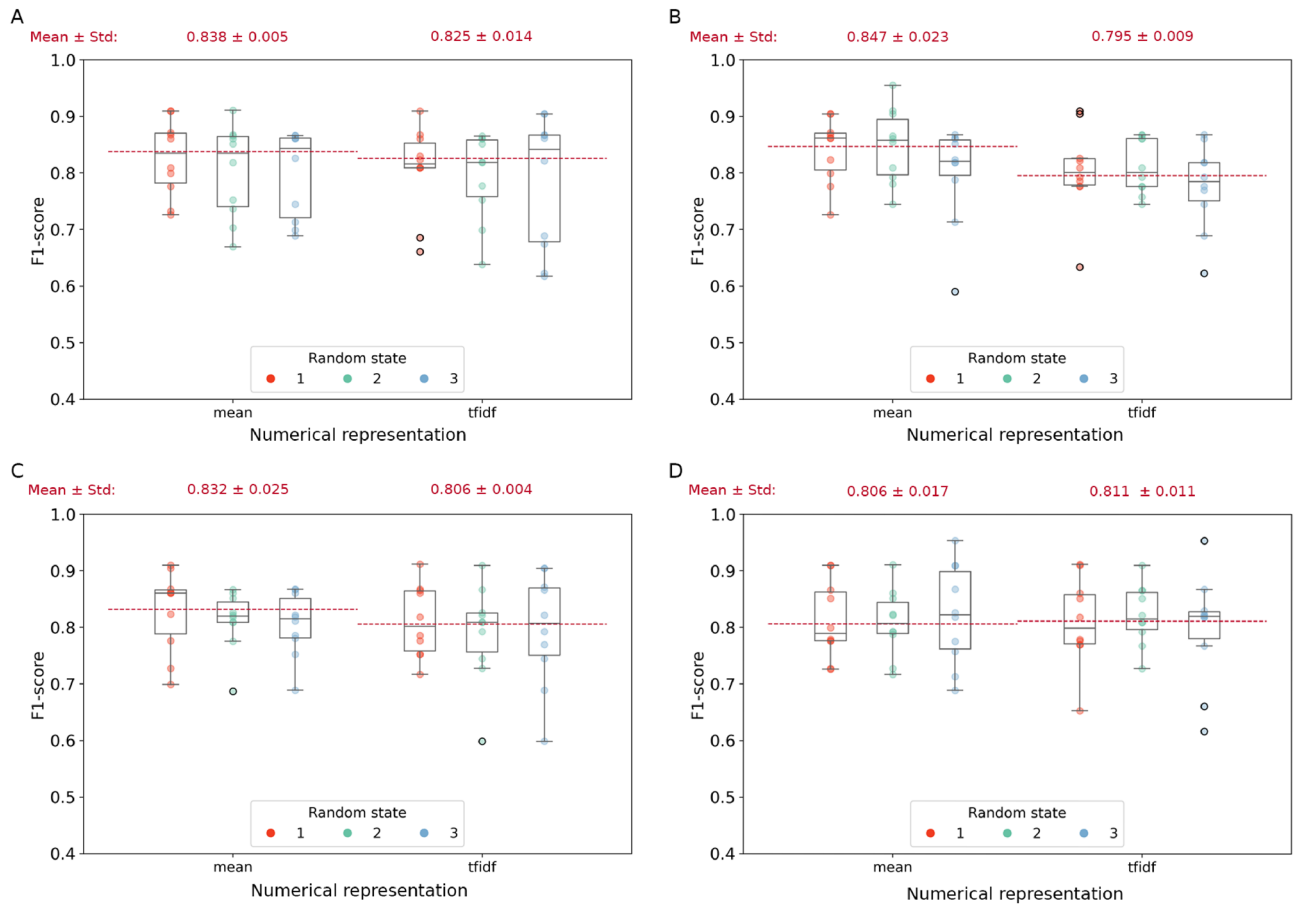 A
Mean ± Std: 0.838 ± 0.005 0.825 ± 0.014
1.0
0.9
0.8
0.7
0.6
0.5
0.4
F1-score
Random state
1 2 3
mean tfidf
Numerical representation
B
Mean ± Std: 0.847 ± 0.023 0.795 ± 0.009
1.0
0.9
0.8
0.7
0.6
0.5
0.4
F1-score
Random state
1 2 3
mean tfidf
Numerical representation
C
Mean ± Std: 0.832 ± 0.025 0.806 ± 0.004
1.0
0.9
0.8
0.7
0.6
0.5
0.4
F1-score
Random state
1 2 3
mean tfidf
Numerical representation
D
Mean ± Std: 0.806 ± 0.017 0.811 ± 0.011
1.0
0.9
0.8
0.7
0.6
0.5
0.4
F1-score
Random state
1 2 3
mean tfidf
Numerical representation